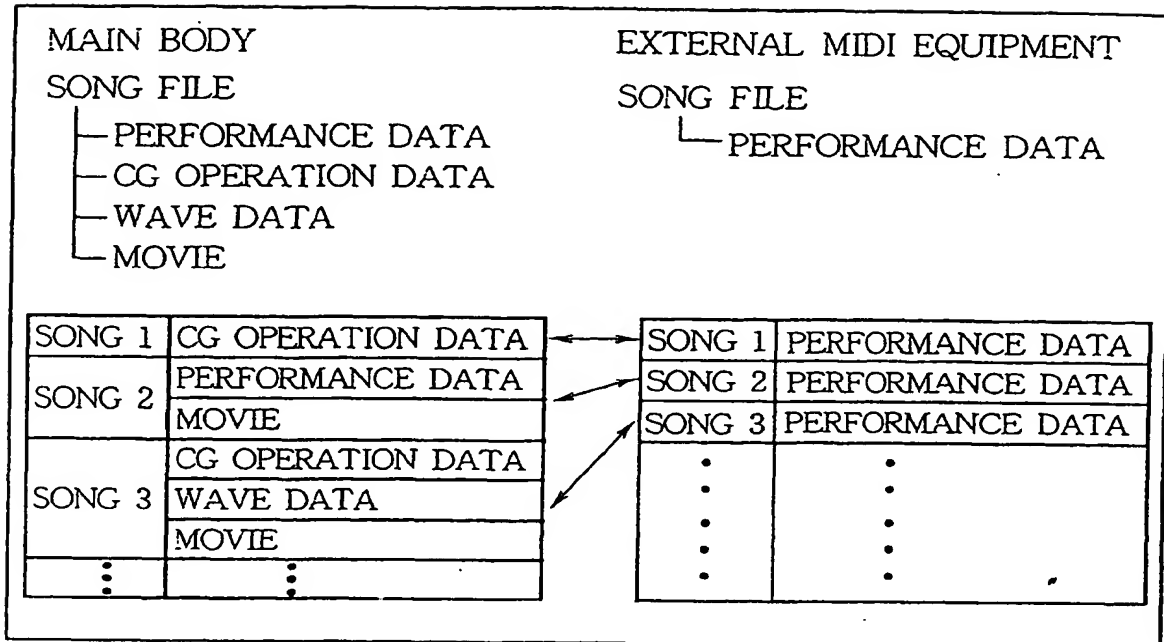 MAIN BODY
SONG FILE
PERFORMANCE DATA
CG OPERATION DATA
WAVE DATA
MOVIE
EXTERNAL MIDI EQUIPMENT
SONG FILE
PERFORMANCE DATA
SONG 1 CG OPERATION DATA
SONG 2 PERFORMANCE DATA
MOVIE
SONG 3 CG OPERATION DATA
WAVE DATA
MOVIE
SONG 1 PERFORMANCE DATA
SONG 2 PERFORMANCE DATA
SONG 3 PERFORMANCE DATA